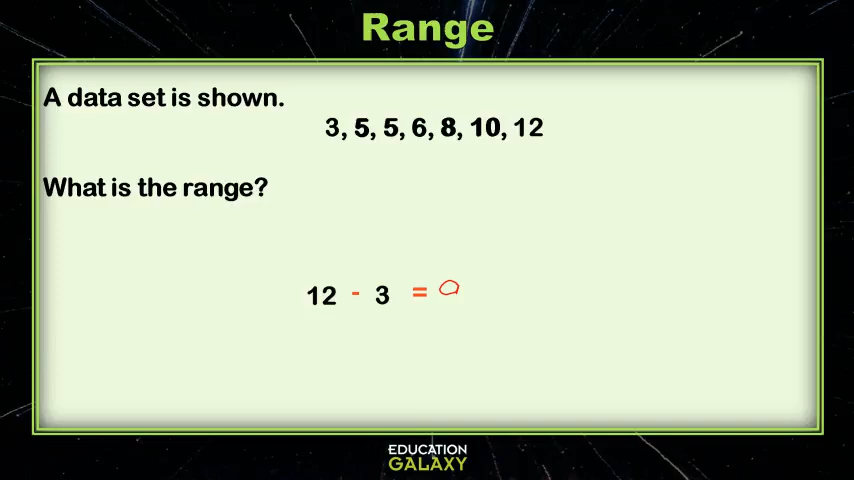 Range
A data set is shown.
3, 5, 5, 6, 8, 10, 12
What is the range?
12 - 3 =
EDUCATION
GALAXY